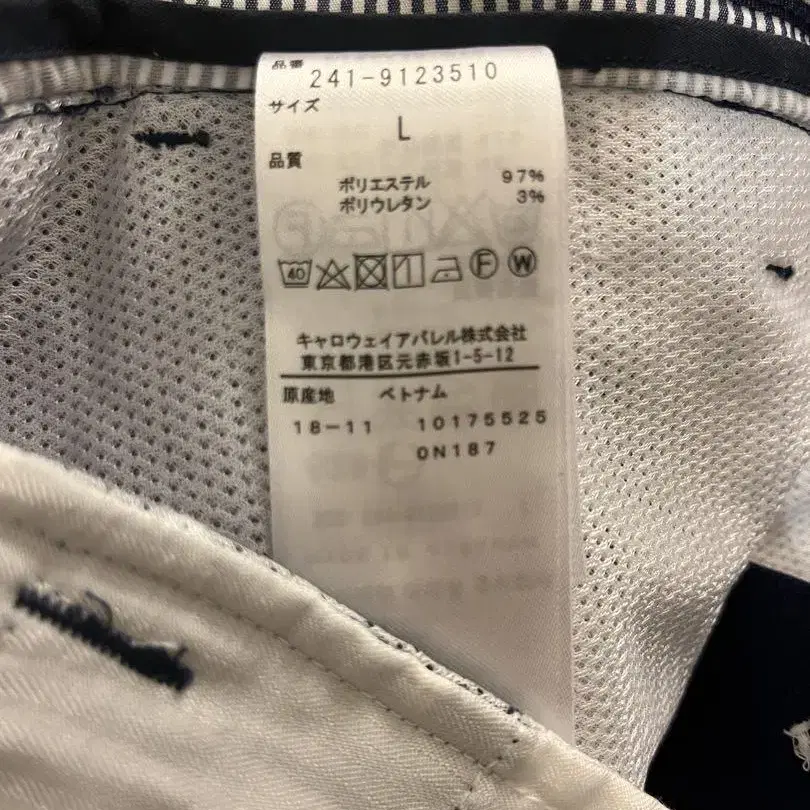 品番 241-9123510
サイズ
L
品質
ポリエステル 97%
ポリウレタン 3%
40 F W
キャロウェイアパレル株式会社
東京都港区元赤坂1-5-12
原産地 ベトナム
18-11 10175525
0N187